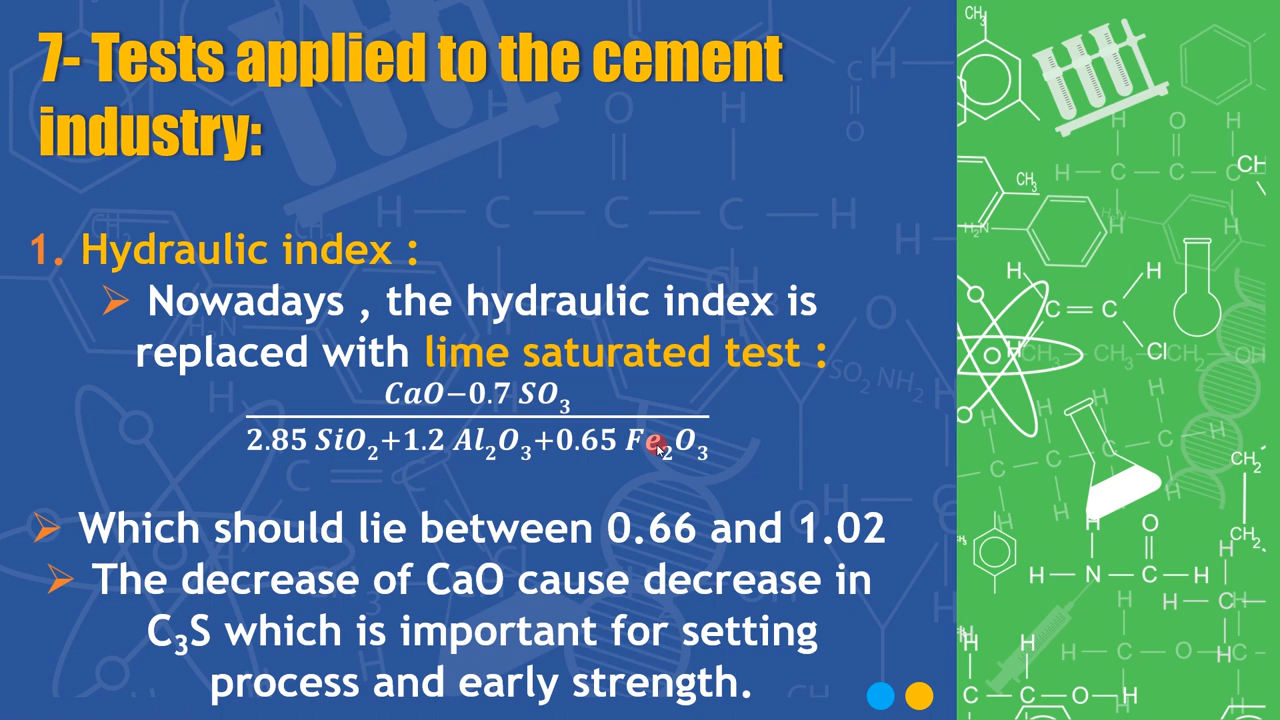 7- Tests applied to the cement
industry:
1. Hydraulic index :
➢ Nowadays , the hydraulic index is
replaced with lime saturated test :
CaO−0.7 SO₃
2.85 SiO₂+1.2 Al₂O₃+0.65 Fe₂O₃
➢ Which should lie between 0.66 and 1.02
➢ The decrease of CaO cause decrease in
C₃S which is important for setting
process and early strength.